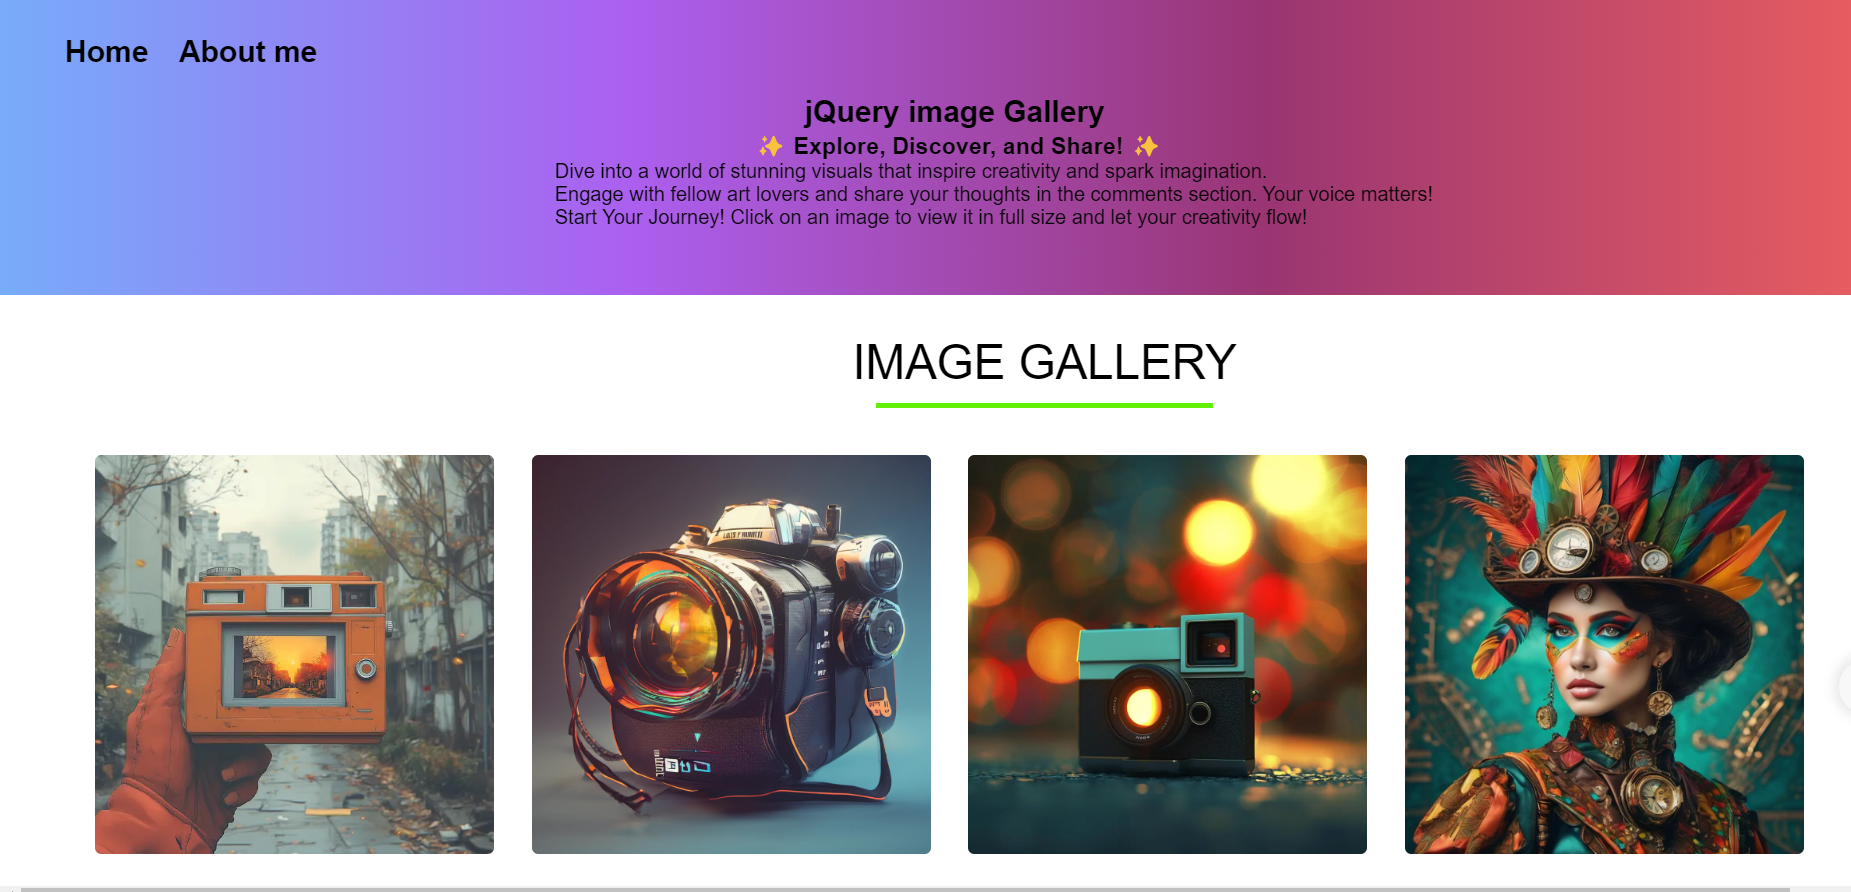 Home About me
jQuery image Gallery
✨ Explore, Discover, and Share! ✨
Dive into a world of stunning visuals that inspire creativity and spark imagination.
Engage with fellow art lovers and share your thoughts in the comments section. Your voice matters!
Start Your Journey! Click on an image to view it in full size and let your creativity flow!
IMAGE GALLERY